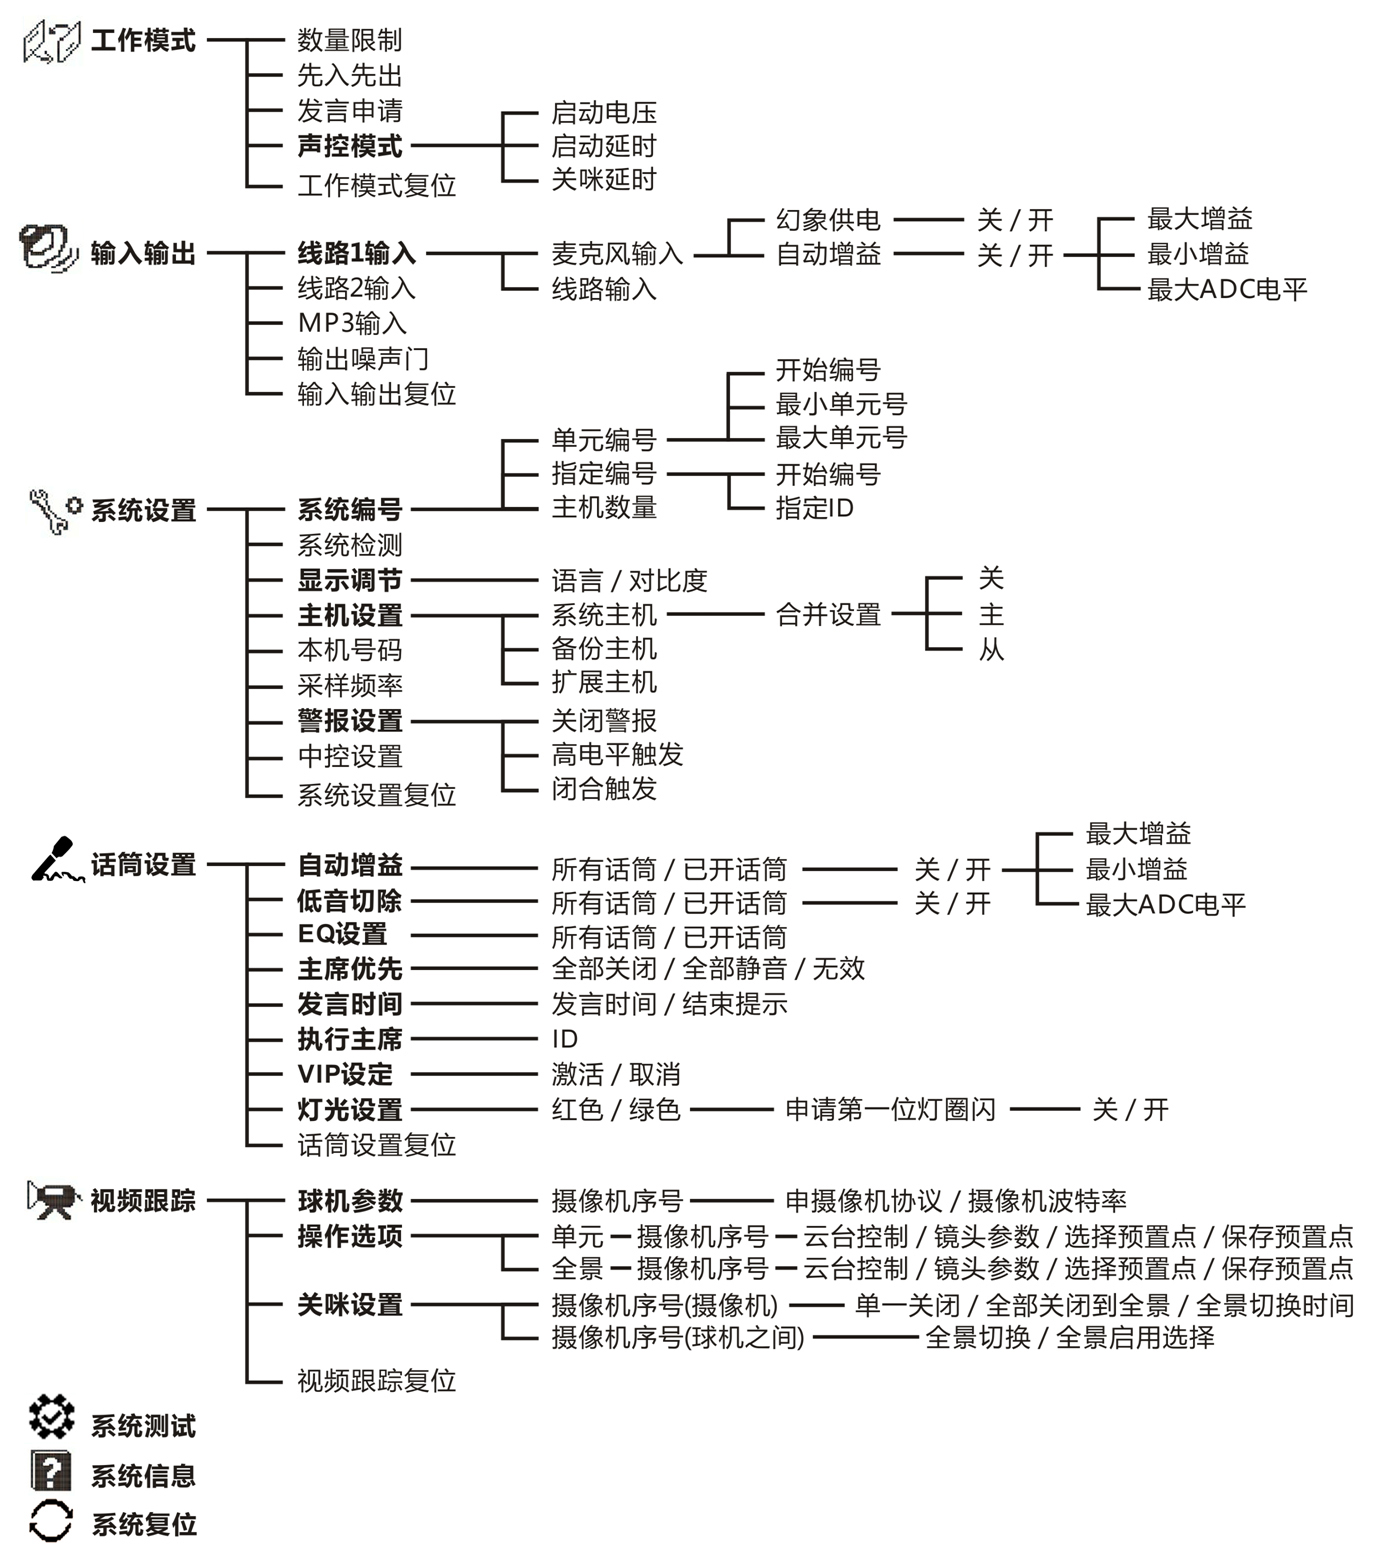 工作模式 数量限制
先入先出
发言申请 启动电压
声控模式 启动延时
工作模式复位 关咪延时
幻象供电 关 / 开 最大增益
输入输出 线路1输入 麦克风输入 自动增益 关 / 开 最小增益
线路2输入 线路输入 最大ADC电平
MP3输入
输出噪声门
开始编号
输入输出复位 最小单元号
单元编号 最大单元号
指定编号 开始编号
系统设置 系统编号 主机数量 指定ID
系统检测
显示调节 语言 / 对比度 关
主机设置 系统主机 合并设置 主
本机号码 备份主机 从
采样频率 扩展主机
警报设置 关闭警报
中控设置 高电平触发
系统设置复位 闭合触发
最大增益
话筒设置 自动增益 所有话筒 / 已开话筒 关 / 开 最小增益
低音切除 所有话筒 / 已开话筒 关 / 开 最大ADC电平
EQ设置 所有话筒 / 已开话筒
主席优先 全部关闭 / 全部静音 / 无效
发言时间 发言时间 / 结束提示
执行主席 ID
VIP设定 激活 / 取消
灯光设置 红色 / 绿色 申请第一位灯圈闪 关 / 开
话筒设置复位
视频跟踪 球机参数 摄像机序号 申摄像机协议 / 摄像机波特率
操作选项 单元 摄像机序号 云台控制 / 镜头参数 / 选择预置点 / 保存预置点
全景 摄像机序号 云台控制 / 镜头参数 / 选择预置点 / 保存预置点
关咪设置 摄像机序号(摄像机) 单一关闭 / 全部关闭到全景 / 全景切换时间
摄像机序号(球机之间) 全景切换 / 全景启用选择
视频跟踪复位
系统测试
系统信息
系统复位